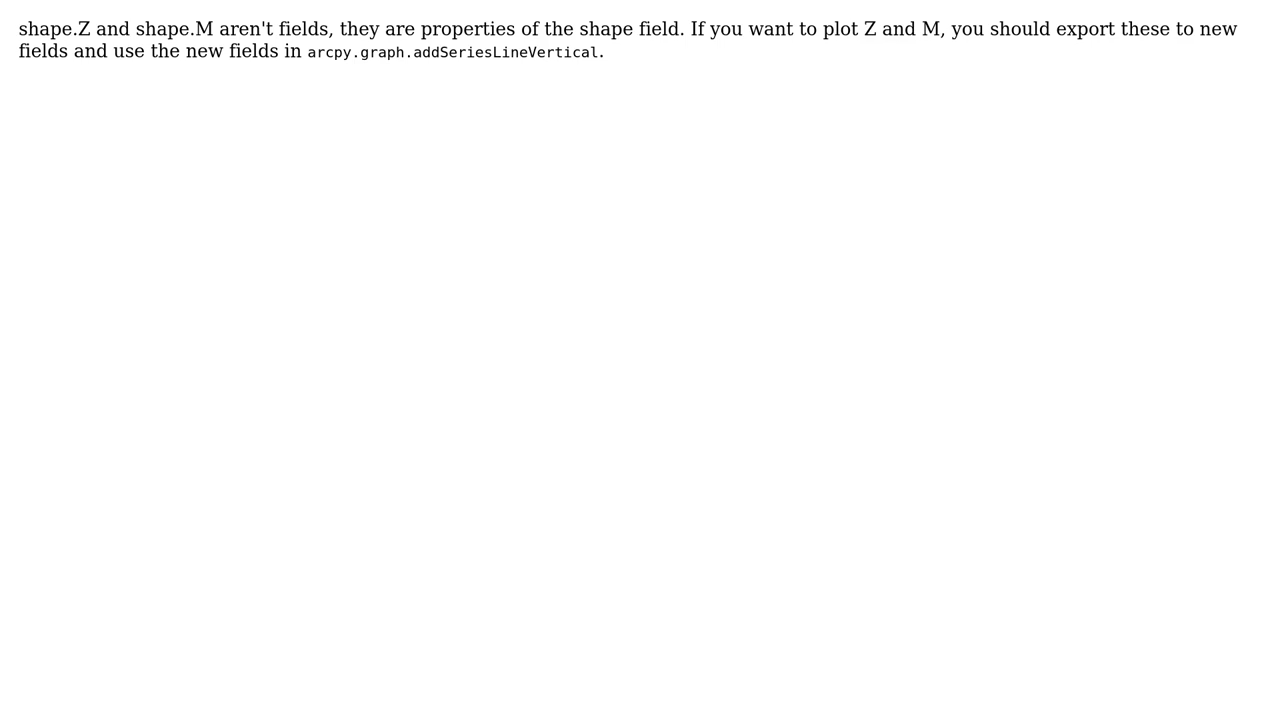 shape.Z and shape.M aren't fields, they are properties of the shape field. If you want to plot Z and M, you should export these to new
fields and use the new fields in arcpy.graph.addSeriesLineVertical.